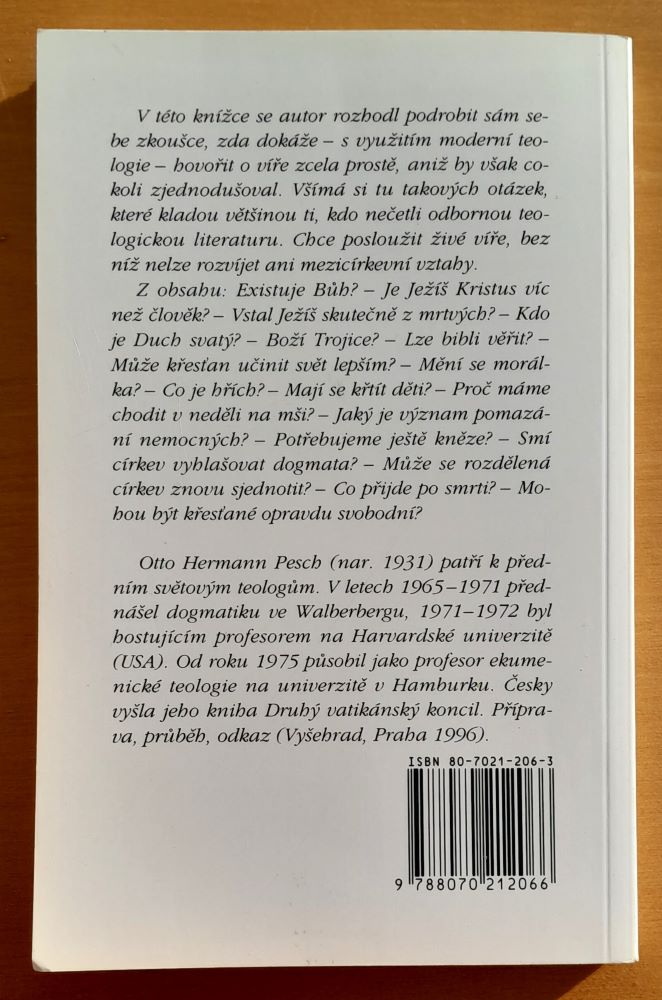 V této knížce se autor rozhodl podrobit sám se-
be zkoušce, zda dokáže – s využitím moderní teo-
logie – hovořit o víře zcela prostě, aniž by však co-
koli zjednodušoval. Všímá si tu takových otázek,
které kladou většinou ti, kdo nečetli odbornou teo-
logickou literaturu. Chce posloužit živé víře, bez
níž nelze rozvíjet ani mezicírkevní vztahy.
Z obsahu: Existuje Bůh? – Je Ježíš Kristus víc
než člověk? – Vstal Ježíš skutečně z mrtvých? – Kdo
je Duch svatý? – Boží Trojice? – Lze bibli věřit? –
Může křesťan učinit svět lepším? – Mění se morál-
ka? – Co je hřích? – Mají se křtít děti? – Proč máme
chodit v neděli na mši? – Jaký je význam pomazá-
ní nemocných? – Potřebujeme ještě kněze? – Smí
církev vyhlašovat dogmata? – Může se rozdělená
církev znovu sjednotit? – Co přijde po smrti? – Mo-
hou být křesťané opravdu svobodní?
Otto Hermann Pesch (nar. 1931) patří k před-
ním světovým teologům. V letech 1965–1971 před-
nášel dogmatiku ve Walberbergu, 1971–1972 byl
hostujícím profesorem na Harvardské univerzitě
(USA). Od roku 1975 působil jako profesor ekume-
nické teologie na univerzitě v Hamburku. Česky
vyšla jeho kniha Druhý vatikánský koncil. Přípra-
va, průběh, odkaz (Vyšehrad, Praha 1996).
ISBN 80-7021-206-3
9 788070 212066